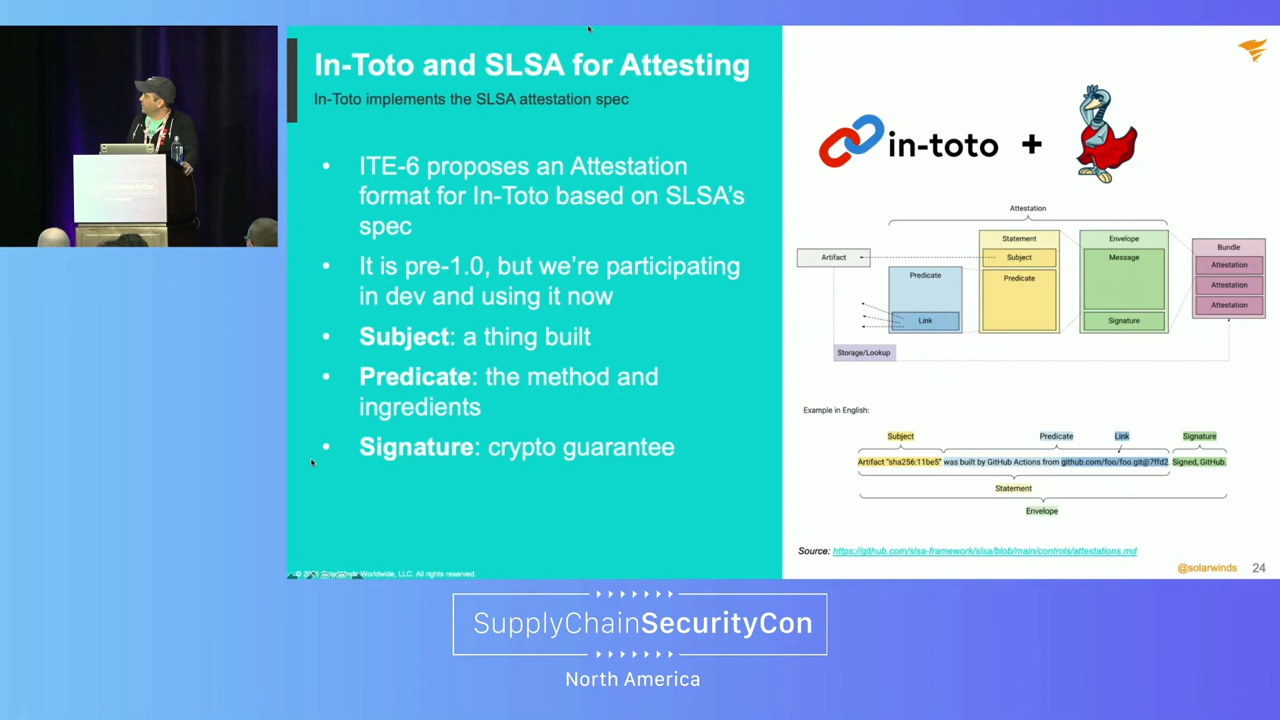 In-Toto and SLSA for Attesting
In-Toto implements the SLSA attestation spec
• ITE-6 proposes an Attestation
format for In-Toto based on SLSA's
spec
• It is pre-1.0, but we're participating
in dev and using it now
• Subject: a thing built
• Predicate: the method and
ingredients
• Signature: crypto guarantee
Worldwide, LLC. All rights reserved.
in-toto +
Attestation
Artifact
Predicate
Link
Statement
Subject
Predicate
Envelope
Message
Signature
Bundle
Attestation
Attestation
Attestation
Storage/Lookup
Example in English:
Subject
Predicate
Link
Signature
Artifact "sha256:11be5" was built by GitHub Actions from github.com/foo/foo.git@7ffd2. Signed, GitHub.
Statement
Envelope
Source: https://github.com/slsa-framework/slsa/blob/main/controls/attestations.md
@solarwinds 24
SupplyChainSecurityCon
North America